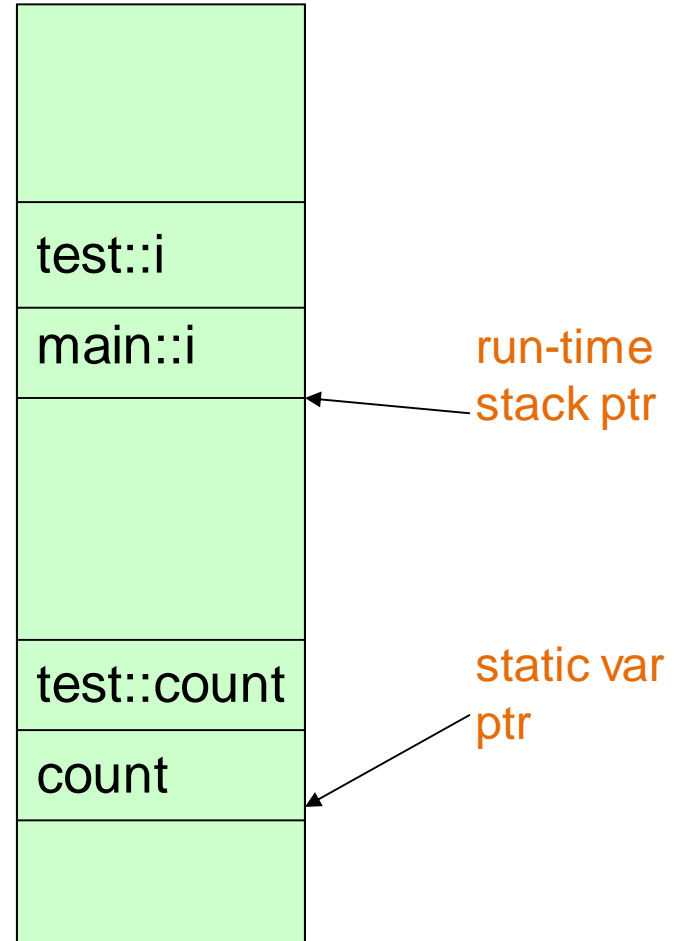 test::i
main::i
run-time
stack ptr
test::count
static var
ptr
count